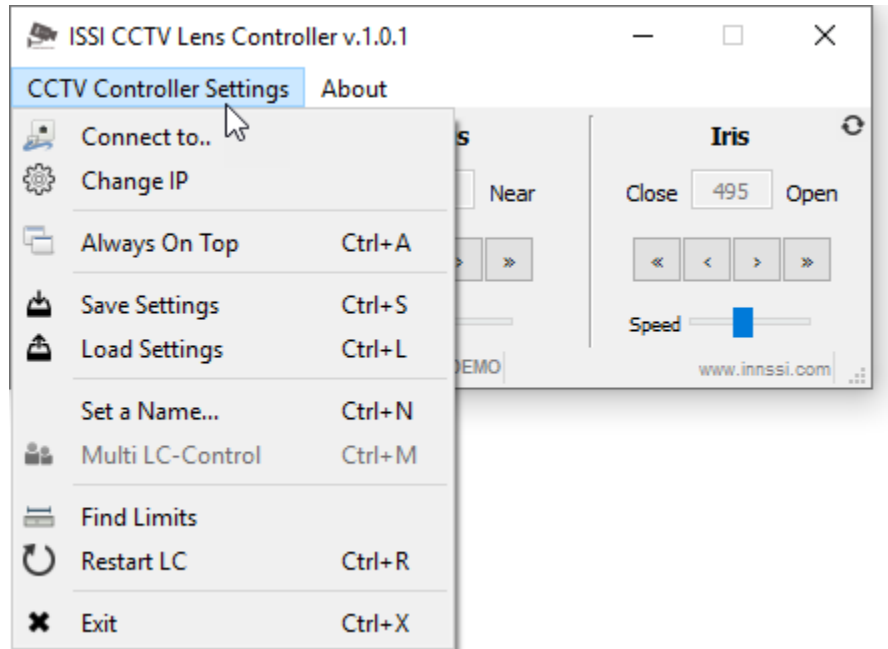 ISSI CCTV Lens Controller v.1.0.1
CCTV Controller Settings About
Connect to..
Change IP
Always On Top Ctrl+A
Save Settings Ctrl+S
Load Settings Ctrl+L
Set a Name... Ctrl+N
Multi LC-Control Ctrl+M
Find Limits
Restart LC Ctrl+R
Exit Ctrl+X
s
Near
> »
DEMO
Iris
Close 495 Open
« < > »
Speed
www.innssi.com